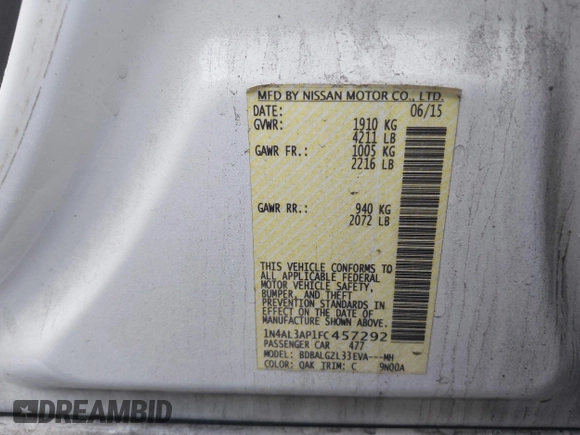 MFD BY NISSAN MOTOR CO., LTD.
DATE: 06/15
GVWR: 1910 KG
4211 LB
GAWR FR.: 1005 KG
2216 LB
GAWR RR.: 940 KG
2072 LB
THIS VEHICLE CONFORMS TO
ALL APPLICABLE FEDERAL
MOTOR VEHICLE SAFETY,
BUMPER, AND THEFT
PREVENTION STANDARDS IN
EFFECT ON THE DATE OF
MANUFACTURE SHOWN ABOVE.
1N4AL3AP1FC457292
PASSENGER CAR 477
MODEL: BDBALGZL33EVA---MH
COLOR: QAK TRIM: C 9NQ0A
DREAMBID.com